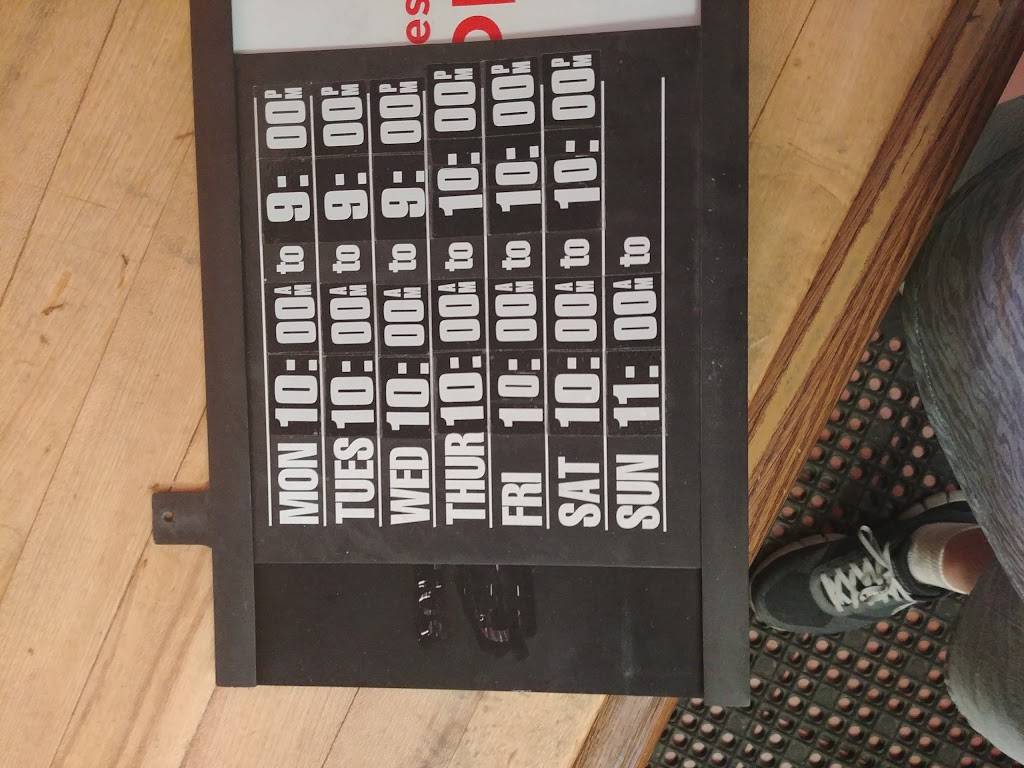 es
MON 10:00AM to 9:00PM
TUES 10:00AM to 9:00PM
WED 10:00AM to 9:00PM
THUR 10:00AM to 10:00PM
FRI 10:00AM to 10:00PM
SAT 10:00AM to 10:00PM
SUN 11:00AM to